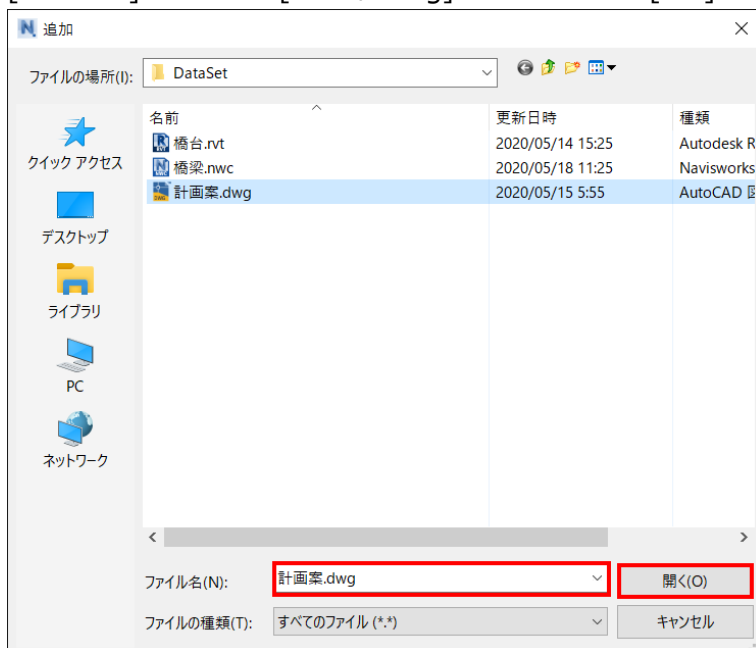 追加
ファイルの場所(I):
DataSet
名前
更新日時
種類
橋台.rvt
2020/05/14 15:25
Autodesk R
橋梁.nwc
2020/05/18 11:25
Navisworks
計画案.dwg
2020/05/15 5:55
AutoCAD
クイック アクセス
デスクトップ
ライブラリ
PC
ネットワーク
ファイル名(N):
計画案.dwg
開く(O)
ファイルの種類(T):
すべてのファイル (*.*)
キャンセル